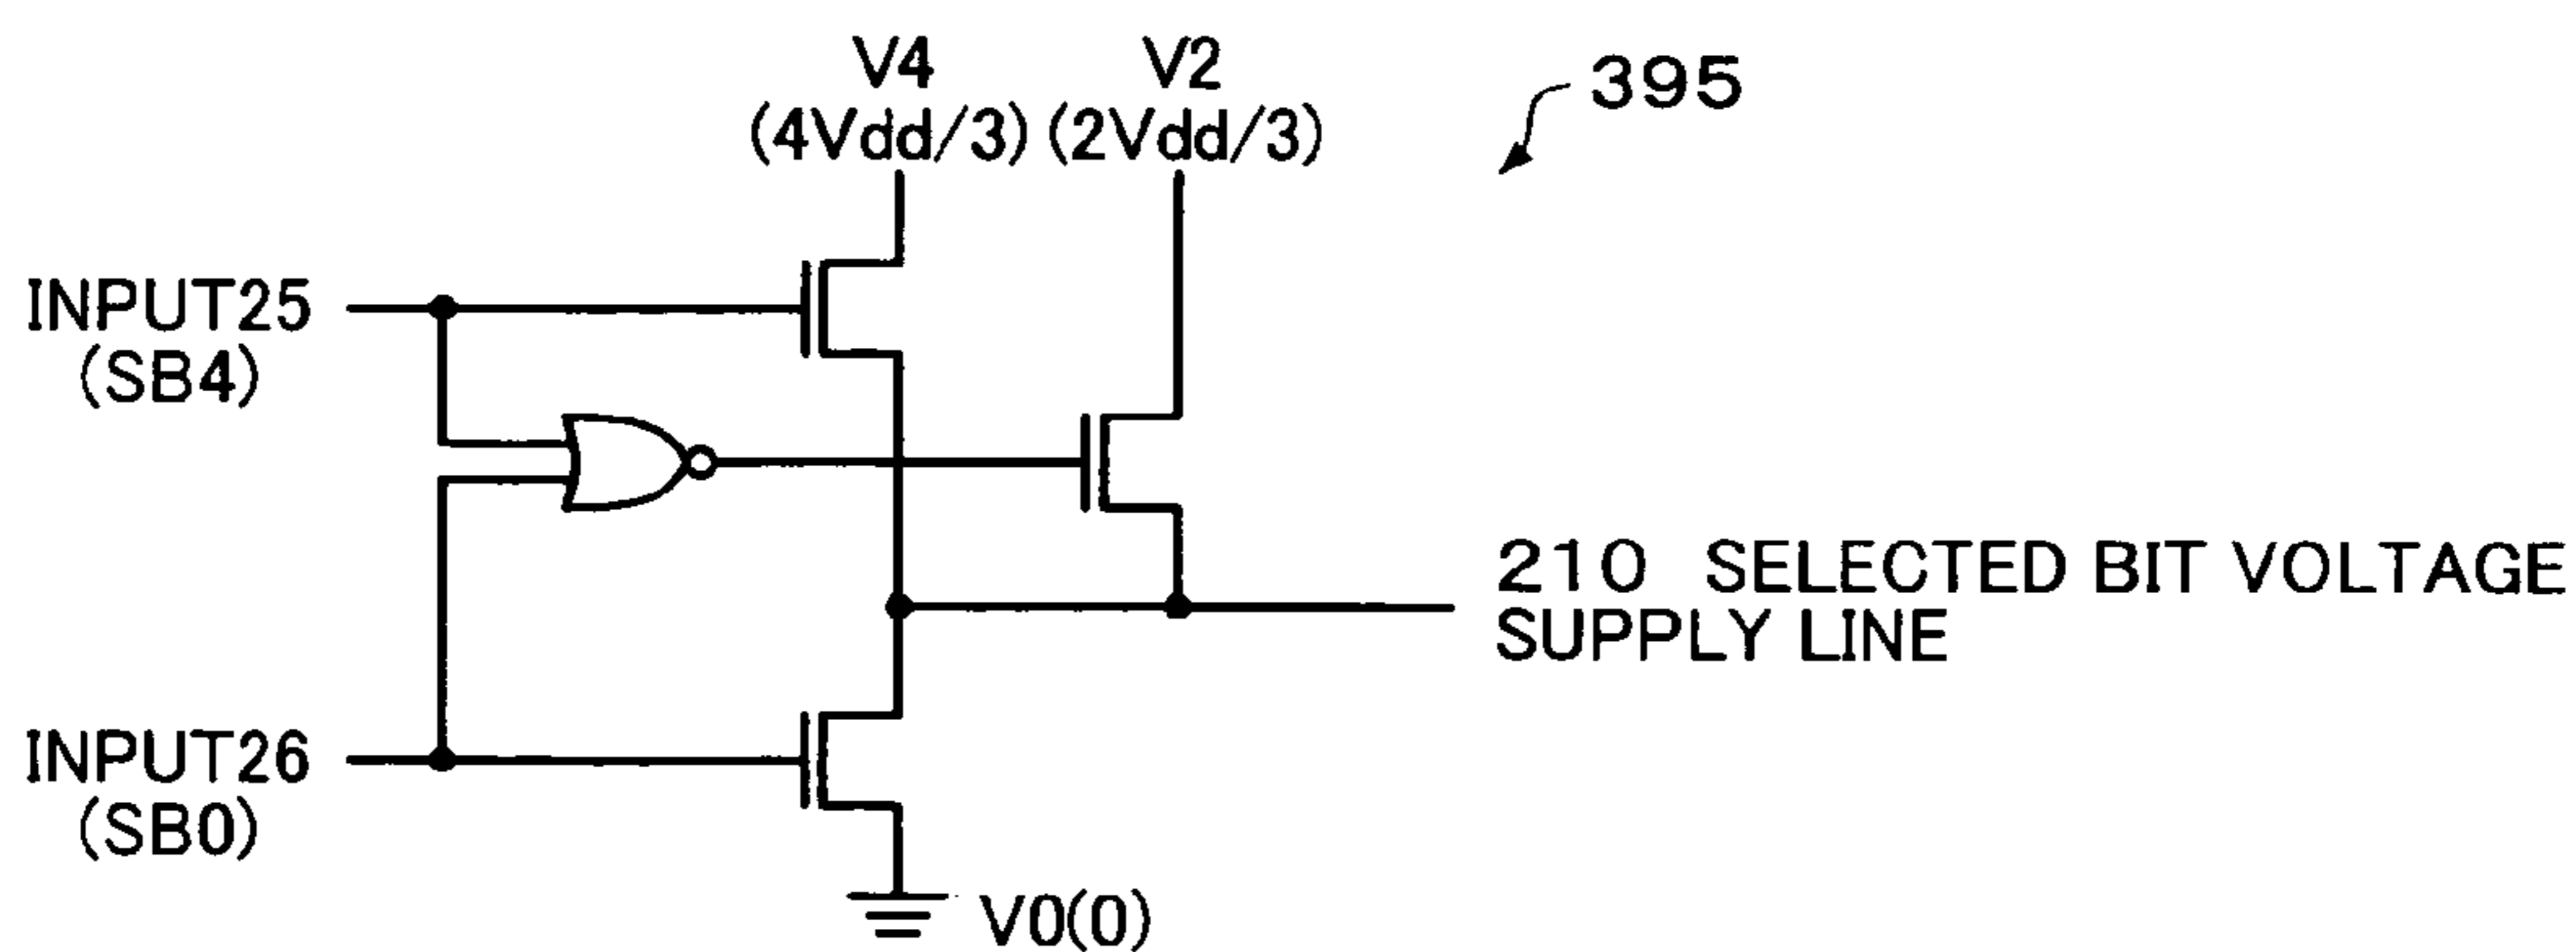 V4
(4Vdd/3)
V2
(2Vdd/3)
395
INPUT25
(SB4)
210 SELECTED BIT VOLTAGE
SUPPLY LINE
INPUT26
(SB0)
V0(0)